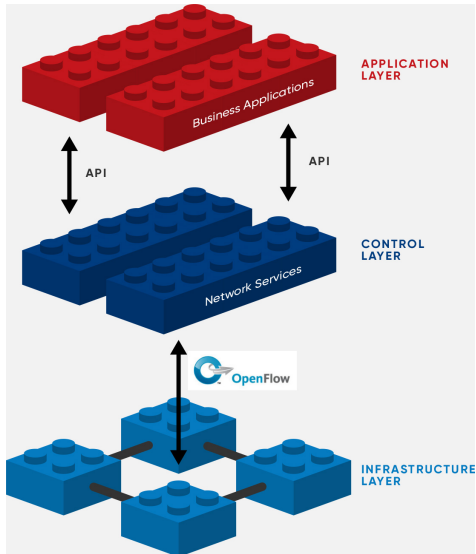 APPLICATION
LAYER
Business Applications
API
API
CONTROL
LAYER
Network Services
OpenFlow
INFRASTRUCTURE
LAYER